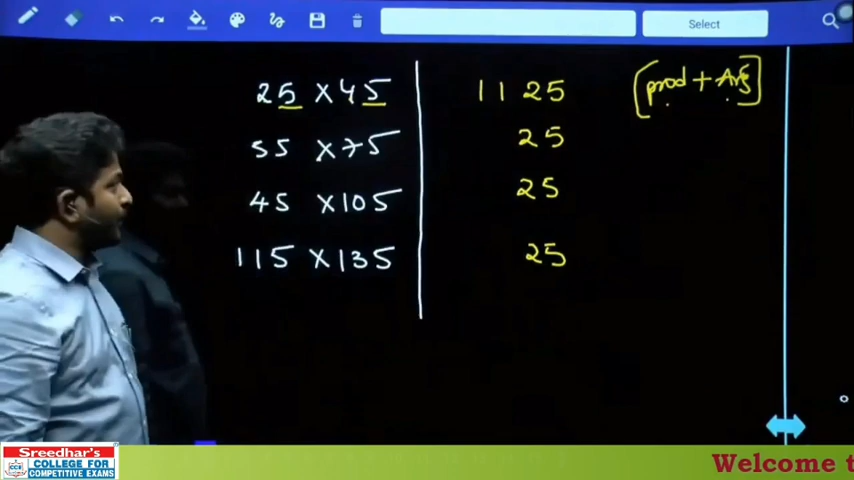 Select
25 × 45 1125 [prod + Avg]
55 × 75 25
45 × 105 25
115 × 135 25
Sreedhar's
CCE
COLLEGE FOR
COMPETITIVE EXAMS
Welcome t